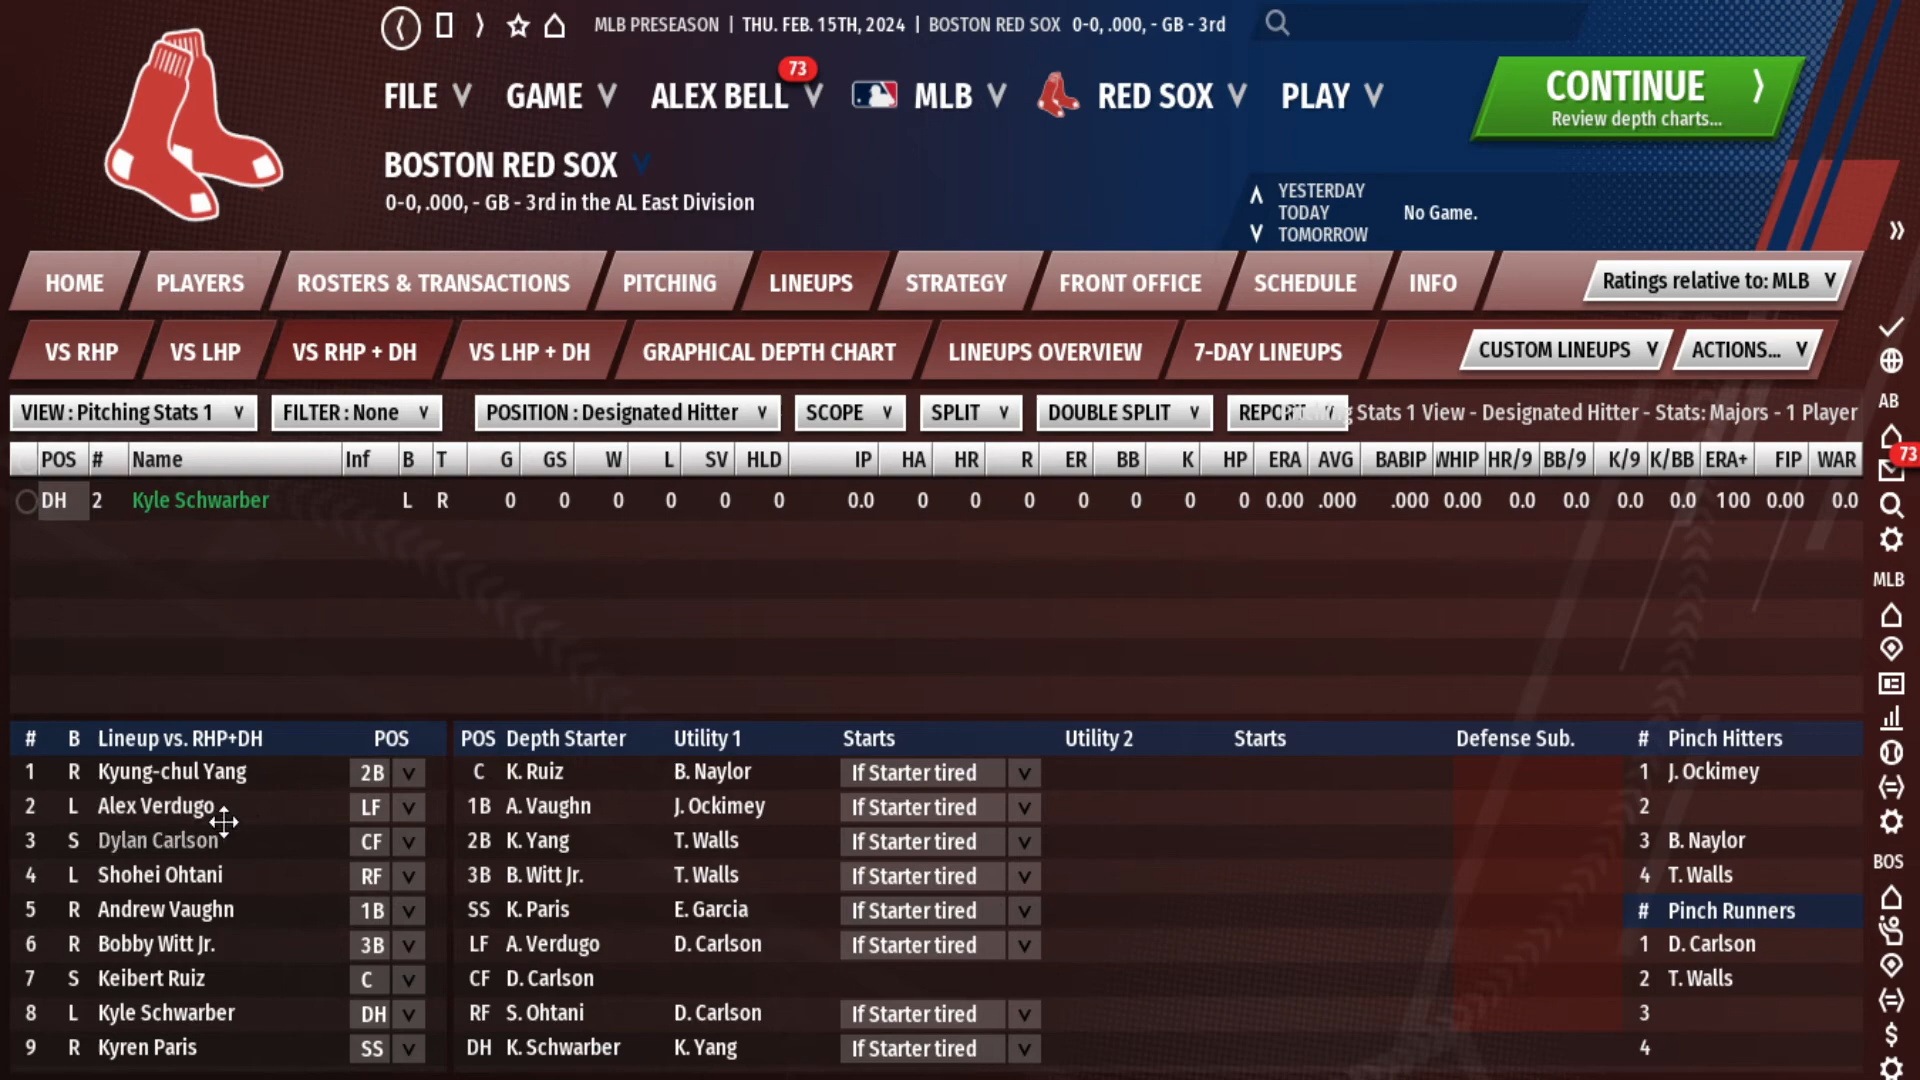 MLB PRESEASON | THU. FEB. 15TH, 2024 | BOSTON RED SOX 0-0, .000, - GB - 3rd
73
FILE GAME ALEX BELL MLB RED SOX PLAY
CONTINUE
Review depth charts...
BOSTON RED SOX
0-0, .000, - GB - 3rd in the AL East Division
YESTERDAY
TODAY No Game.
TOMORROW
HOME PLAYERS ROSTERS & TRANSACTIONS PITCHING LINEUPS STRATEGY FRONT OFFICE SCHEDULE INFO Ratings relative to: MLB
VS RHP VS LHP VS RHP + DH VS LHP + DH GRAPHICAL DEPTH CHART LINEUPS OVERVIEW 7-DAY LINEUPS CUSTOM LINEUPS ACTIONS...
VIEW : Pitching Stats 1 FILTER : None POSITION : Designated Hitter SCOPE SPLIT DOUBLE SPLIT REPORT Stats 1 View - Designated Hitter - Stats: Majors - 1 Player
POS # Name Inf B T G GS W L SV HLD IP HA HR R ER BB K HP ERA AVG BABIP WHIP HR/9 BB/9 K/9 K/BB ERA+ FIP WAR
DH 2 Kyle Schwarber L R 0 0 0 0 0 0 0.0 0 0 0 0 0 0 0 0.00 .000 .000 0.00 0.0 0.0 0.0 0.0 100 0.00 0.0
# B Lineup vs. RHP+DH POS
1 R Kyung-chul Yang 2B
2 L Alex Verdugo LF
3 S Dylan Carlson CF
4 L Shohei Ohtani RF
5 R Andrew Vaughn 1B
6 R Bobby Witt Jr. 3B
7 S Keibert Ruiz C
8 L Kyle Schwarber DH
9 R Kyren Paris SS
POS Depth Starter Utility 1 Starts Utility 2 Starts Defense Sub.
C K. Ruiz B. Naylor If Starter tired
1B A. Vaughn J. Ockimey If Starter tired
2B K. Yang T. Walls If Starter tired
3B B. Witt Jr. T. Walls If Starter tired
SS K. Paris E. Garcia If Starter tired
LF A. Verdugo D. Carlson If Starter tired
CF D. Carlson
RF S. Ohtani D. Carlson If Starter tired
DH K. Schwarber K. Yang If Starter tired
# Pinch Hitters
1 J. Ockimey
2
3 B. Naylor
4 T. Walls
# Pinch Runners
1 D. Carlson
2 T. Walls
3
4
AB
73
MLB
BOS
$